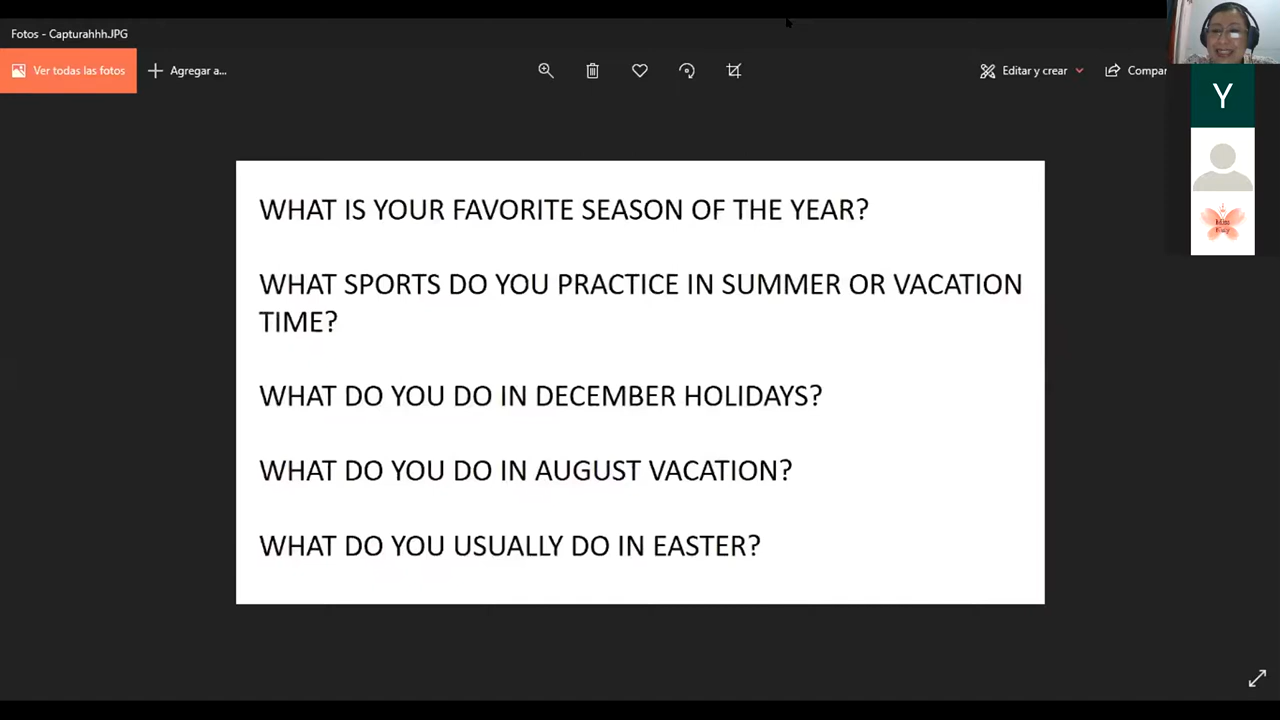 Fotos - Capturahhh.JPG
Ver todas las fotos
Agregar a...
Editar y crear
Compar
Y
WHAT IS YOUR FAVORITE SEASON OF THE YEAR?
WHAT SPORTS DO YOU PRACTICE IN SUMMER OR VACATION
TIME?
WHAT DO YOU DO IN DECEMBER HOLIDAYS?
WHAT DO YOU DO IN AUGUST VACATION?
WHAT DO YOU USUALLY DO IN EASTER?